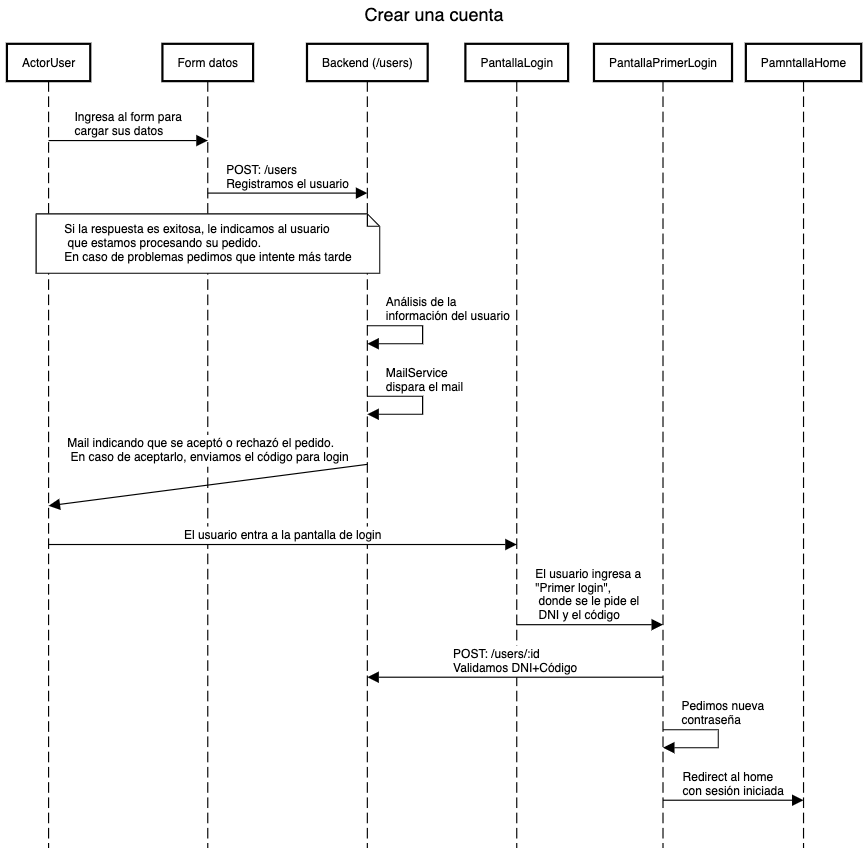 Crear una cuenta
ActorUser
Form datos
Backend (/users)
PantallaLogin
PantallaPrimerLogin
PamntallaHome
Ingresa al form para
cargar sus datos
POST: /users
Registramos el usuario
Si la respuesta es exitosa, le indicamos al usuario
que estamos procesando su pedido.
En caso de problemas pedimos que intente más tarde
Análisis de la
información del usuario
MailService
dispara el mail
Mail indicando que se aceptó o rechazó el pedido.
En caso de aceptarlo, enviamos el código para login
El usuario entra a la pantalla de login
El usuario ingresa a
"Primer login",
donde se le pide el
DNI y el código
POST: /users/:id
Validamos DNI+Código
Pedimos nueva
contraseña
Redirect al home
con sesión iniciada